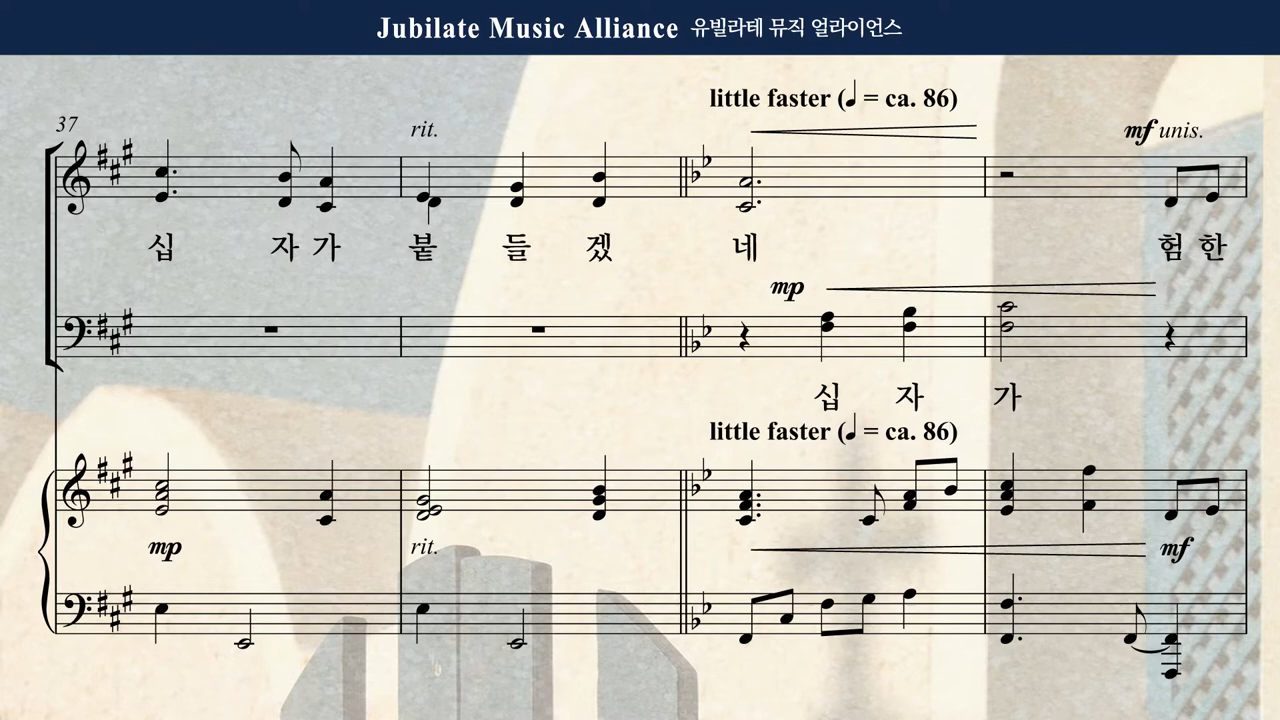 Jubilate Music Alliance 유빌라테 뮤직 얼라이언스
little faster (♩ = ca. 86)
37 rit. mf unis.
십 자 가 붙 들 겠 네 험 한
mp
십 자 가
little faster (♩ = ca. 86)
mp rit. mf